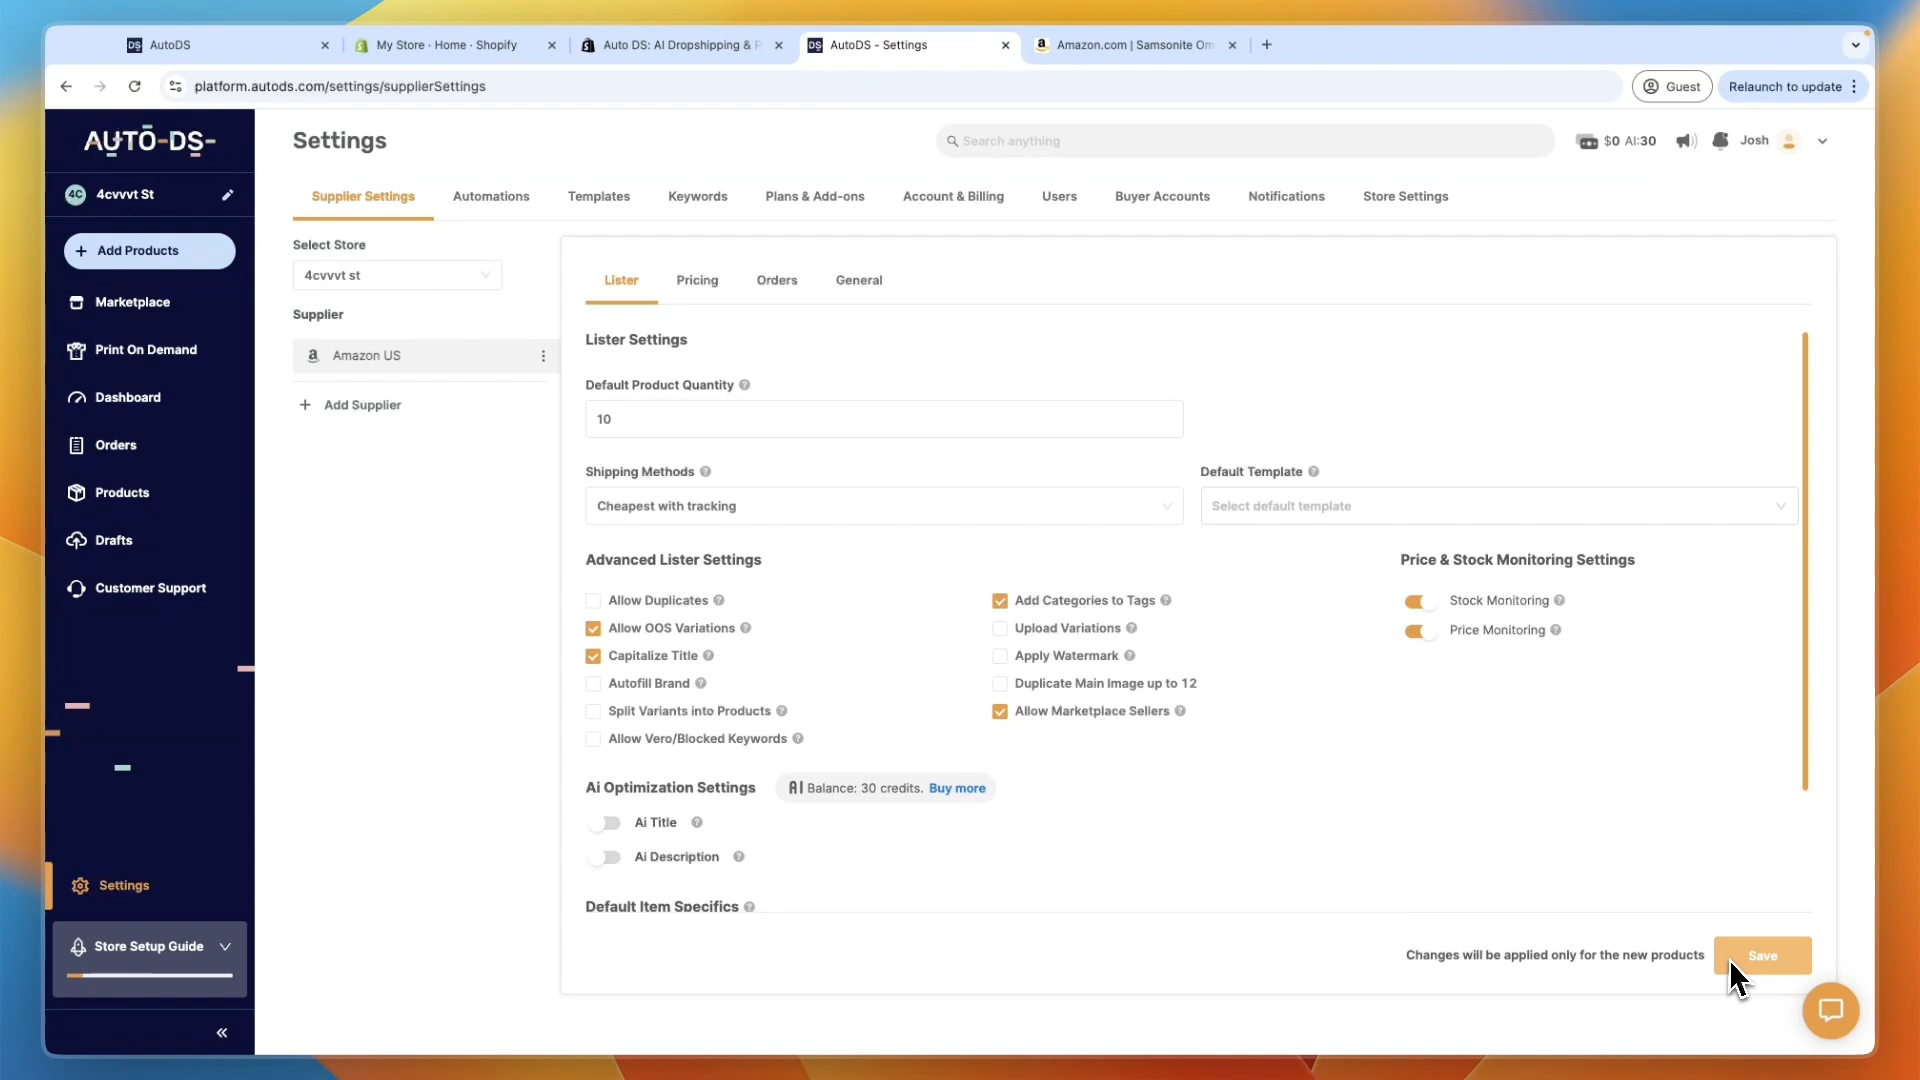 DS AutoDS
My Store · Home · Shopify
Auto DS: AI Dropshipping & P
DS AutoDS - Settings
Amazon.com | Samsonite Om
platform.autods.com/settings/supplierSettings
Guest
Relaunch to update
AUTO-DS-
Settings
Search anything
$0 AI:30
Josh
4C 4cvvvt St
Supplier Settings
Automations
Templates
Keywords
Plans & Add-ons
Account & Billing
Users
Buyer Accounts
Notifications
Store Settings
Add Products
Marketplace
Print On Demand
Dashboard
Orders
Products
Drafts
Customer Support
Settings
Store Setup Guide
Select Store
4cvvvt st
Supplier
Amazon US
Add Supplier
Lister
Pricing
Orders
General
Lister Settings
Default Product Quantity
10
Shipping Methods
Cheapest with tracking
Default Template
Select default template
Advanced Lister Settings
Allow Duplicates
Allow OOS Variations
Capitalize Title
Autofill Brand
Split Variants into Products
Allow Vero/Blocked Keywords
Add Categories to Tags
Upload Variations
Apply Watermark
Duplicate Main Image up to 12
Allow Marketplace Sellers
Price & Stock Monitoring Settings
Stock Monitoring
Price Monitoring
Ai Optimization Settings
AI Balance: 30 credits. Buy more
Ai Title
Ai Description
Default Item Specifics
Changes will be applied only for the new products
Save